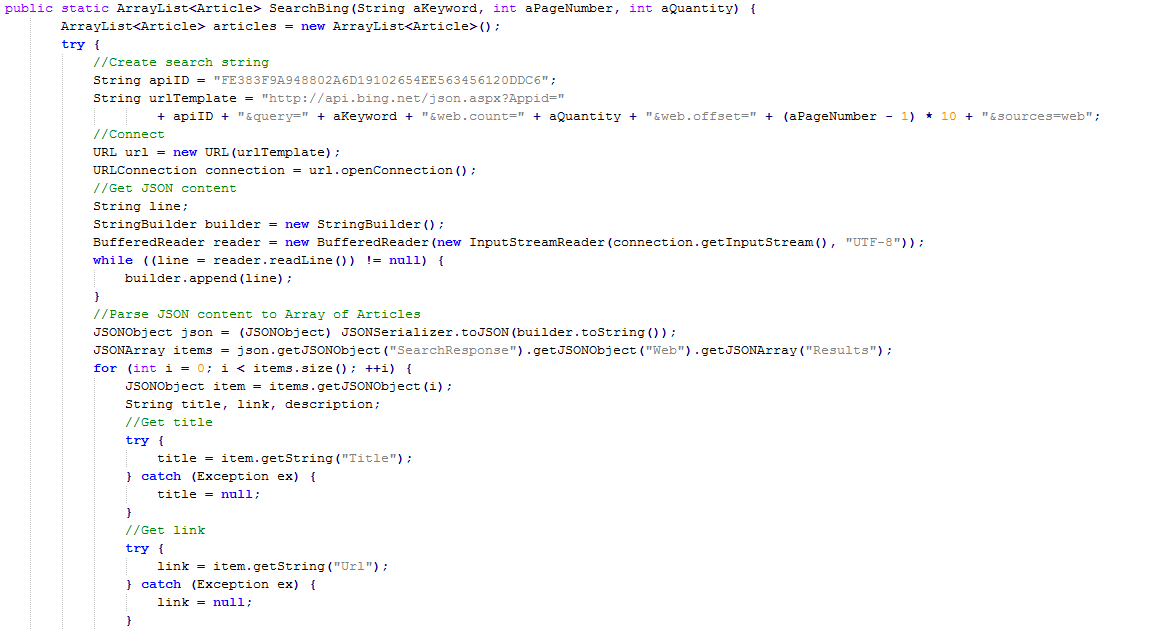 public static ArrayList<Article> SearchBing(String aKeyword, int aPageNumber, int aQuantity) {
ArrayList<Article> articles = new ArrayList<Article>();
try {
//Create search string
String apiID = "FE383F9A948802A6D19102654EE563456120DDC6";
String urlTemplate = "http://api.bing.net/json.aspx?Appid="
+ apiID + "&query=" + aKeyword + "&web.count=" + aQuantity + "&web.offset=" + (aPageNumber - 1) * 10 + "&sources=web";
//Connect
URL url = new URL(urlTemplate);
URLConnection connection = url.openConnection();
//Get JSON content
String line;
StringBuilder builder = new StringBuilder();
BufferedReader reader = new BufferedReader(new InputStreamReader(connection.getInputStream(), "UTF-8"));
while ((line = reader.readLine()) != null) {
builder.append(line);
}
//Parse JSON content to Array of Articles
JSONObject json = (JSONObject) JSONSerializer.toJSON(builder.toString());
JSONArray items = json.getJSONObject("SearchResponse").getJSONObject("Web").getJSONArray("Results");
for (int i = 0; i < items.size(); ++i) {
JSONObject item = items.getJSONObject(i);
String title, link, description;
//Get title
try {
title = item.getString("Title");
} catch (Exception ex) {
title = null;
}
//Get link
try {
link = item.getString("Url");
} catch (Exception ex) {
link = null;
}